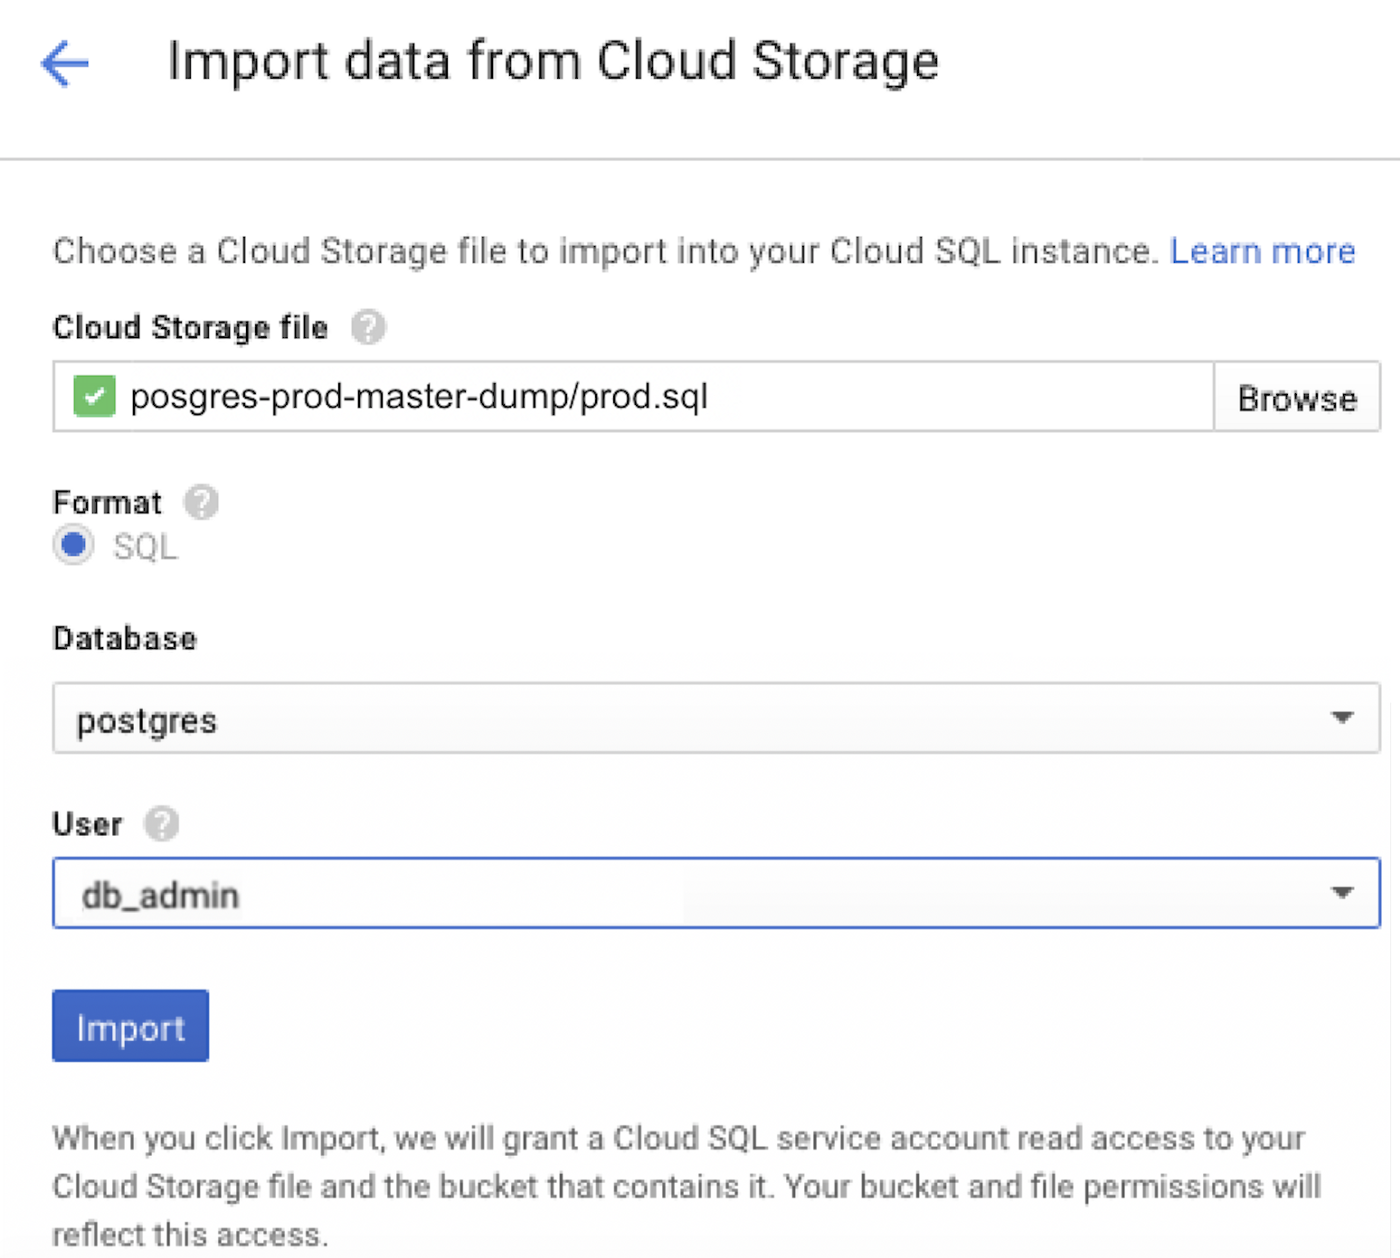 Import data from Cloud Storage
Choose a Cloud Storage file to import into your Cloud SQL instance. Learn more
Cloud Storage file ?
posgres-prod-master-dump/prod.sql Browse
Format ?
SQL
Database
postgres
User ?
db_admin
Import
When you click Import, we will grant a Cloud SQL service account read access to your
Cloud Storage file and the bucket that contains it. Your bucket and file permissions will
reflect this access.